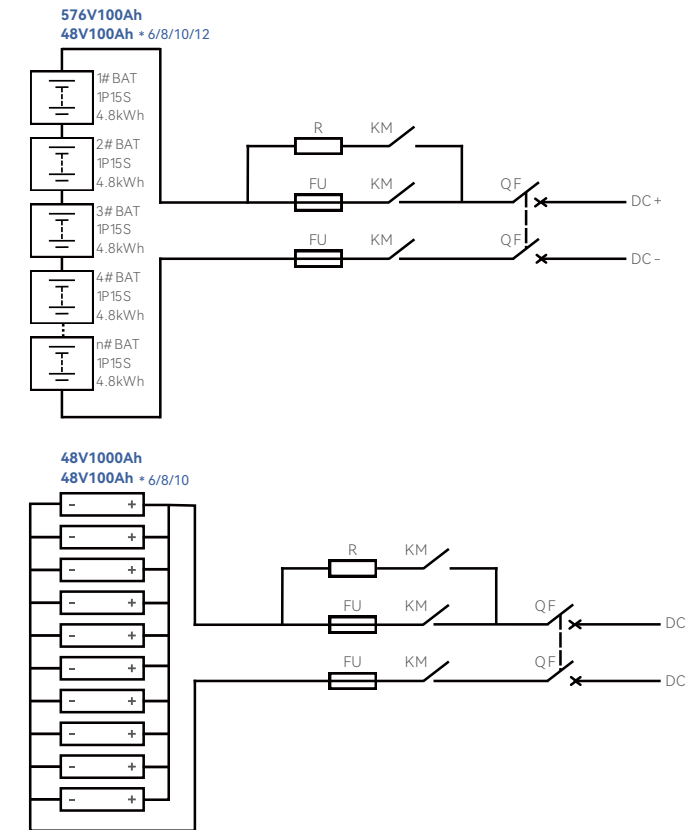 576V100Ah
48V100Ah * 6/8/10/12
1# BAT
1P15S
4.8kWh
2# BAT
1P15S
4.8kWh
3# BAT
1P15S
4.8kWh
4# BAT
1P15S
4.8kWh
n# BAT
1P15S
4.8kWh
R KM
FU KM QF DC+
FU KM QF DC-
48V1000Ah
48V100Ah * 6/8/10
- +
- +
- +
- +
- +
- +
- +
- +
- +
- +
R KM
FU KM QF DC
FU KM QF DC